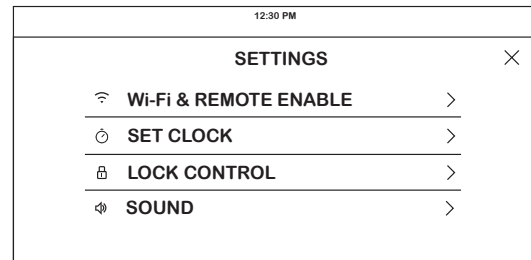 12:30 PM
SETTINGS
Wi-Fi & REMOTE ENABLE
SET CLOCK
LOCK CONTROL
SOUND